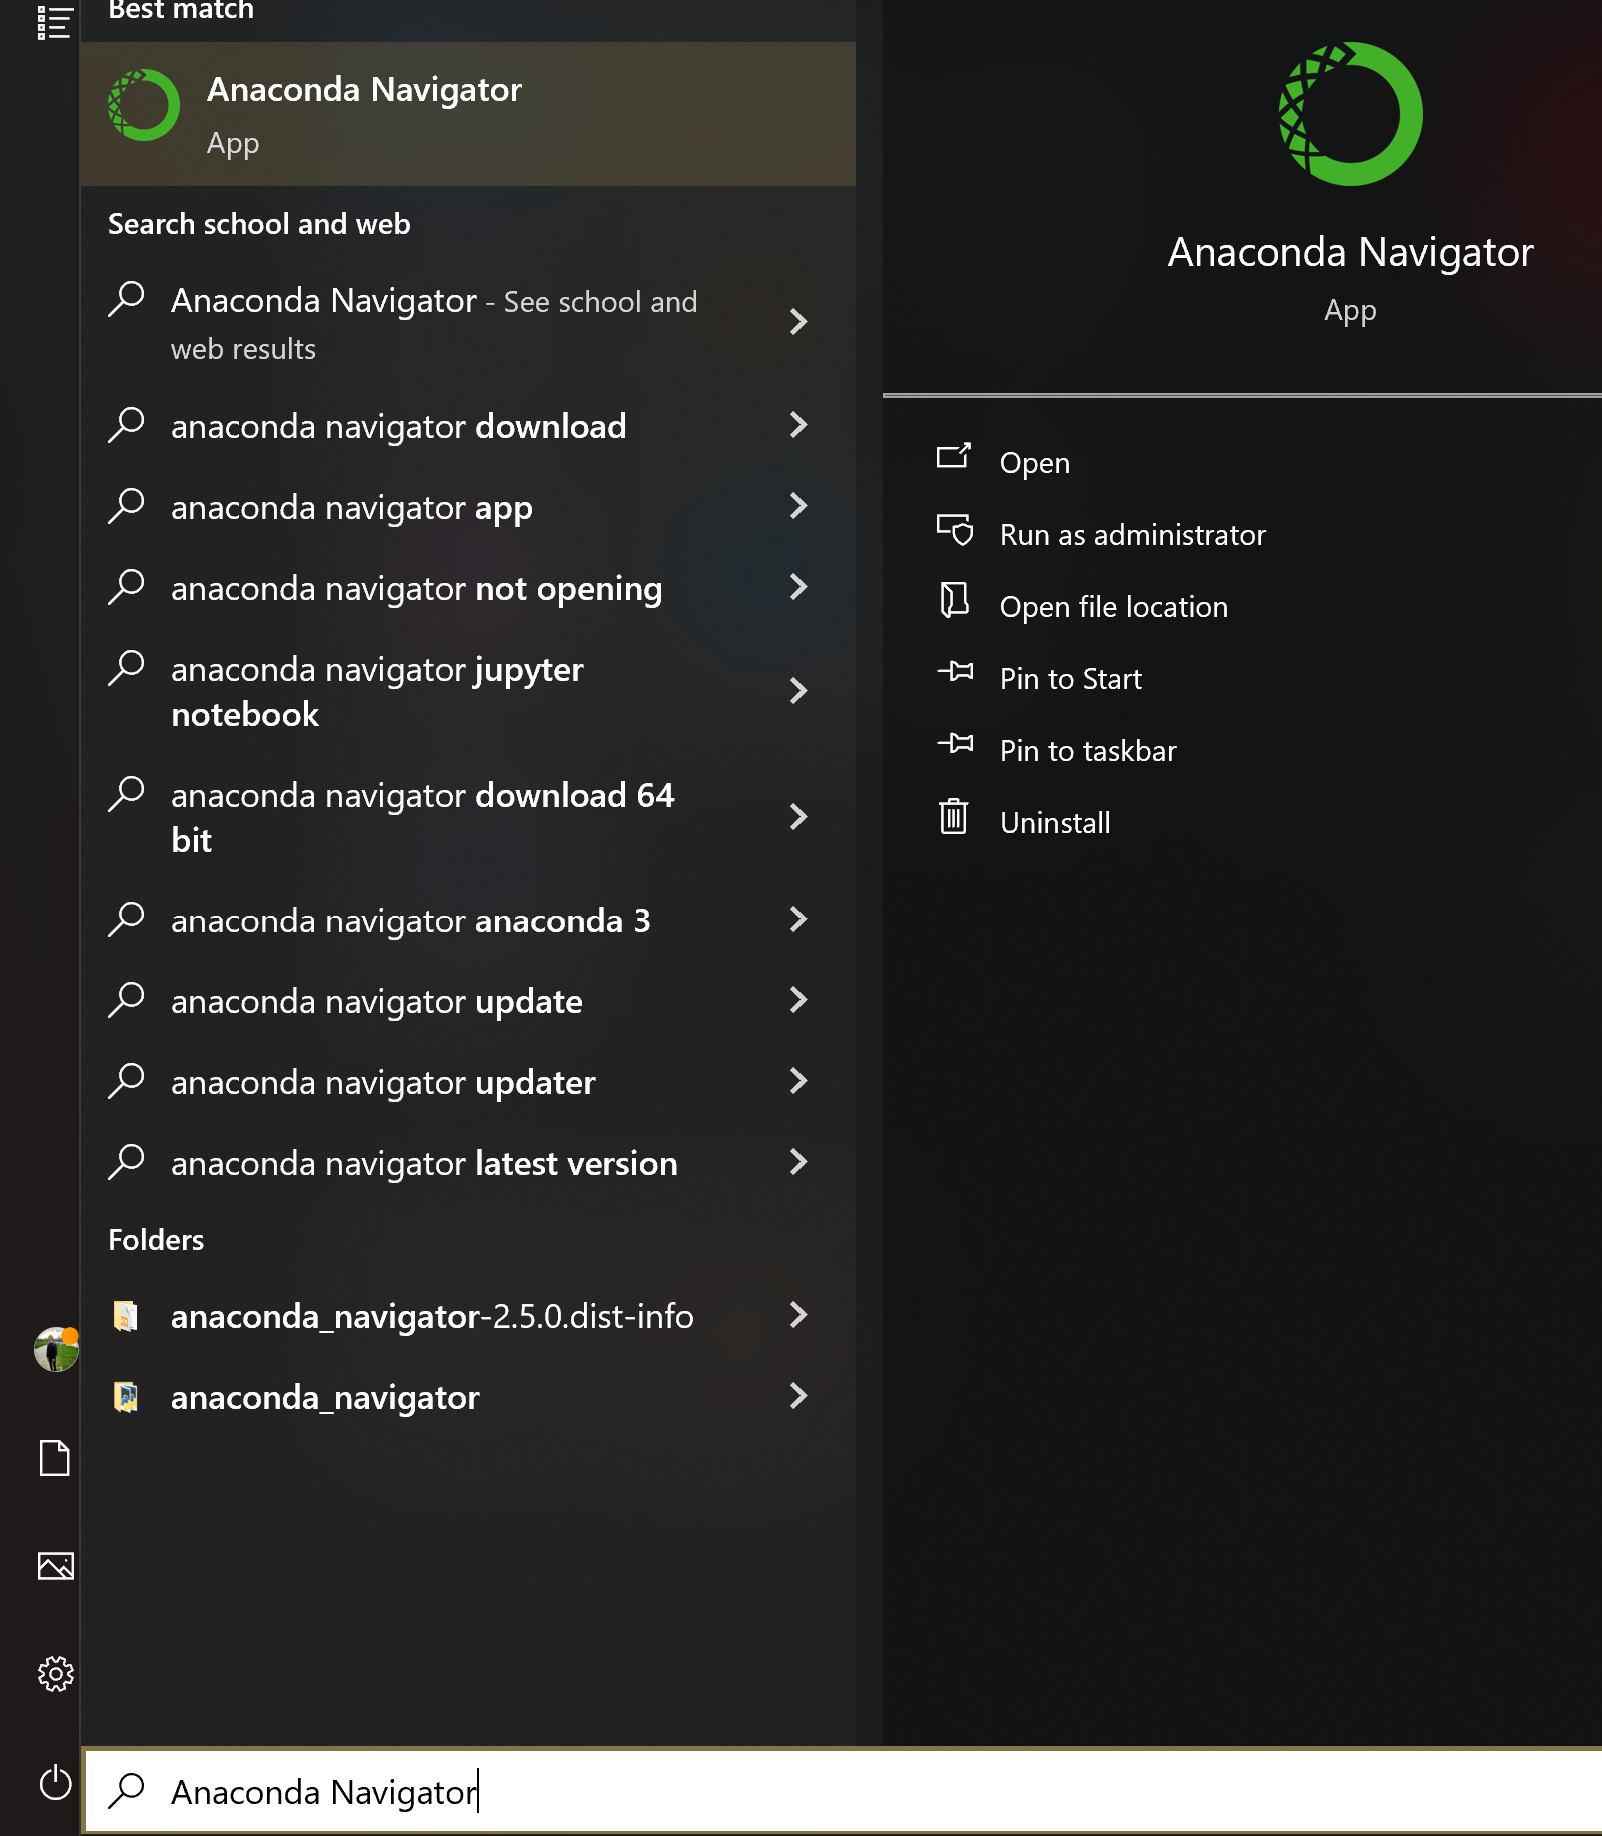 Best match
Anaconda Navigator
App
Search school and web
Anaconda Navigator - See school and
web results
anaconda navigator download
anaconda navigator app
anaconda navigator not opening
anaconda navigator jupyter
notebook
anaconda navigator download 64
bit
anaconda navigator anaconda 3
anaconda navigator update
anaconda navigator updater
anaconda navigator latest version
Folders
anaconda_navigator-2.5.0.dist-info
anaconda_navigator
Anaconda Navigator
Anaconda Navigator
App
Open
Run as administrator
Open file location
Pin to Start
Pin to taskbar
Uninstall